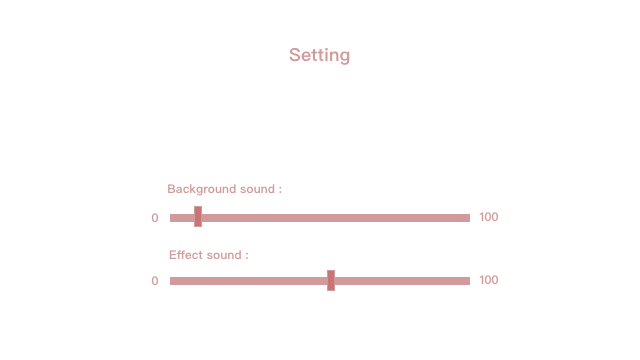 Setting
Background sound :
0 100
Effect sound :
0 100